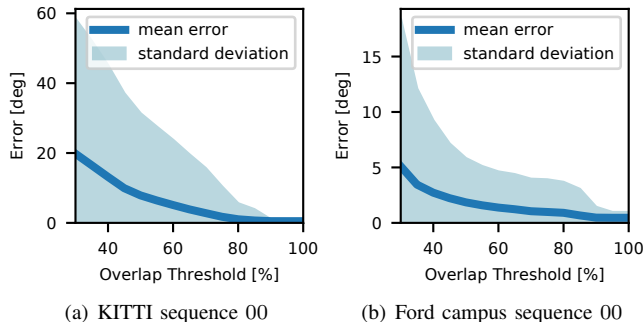 60
40
20
0
Error [deg]
mean error
standard deviation
40 60 80 100
Overlap Threshold [%]
(a) KITTI sequence 00
15
10
5
0
Error [deg]
mean error
standard deviation
40 60 80 100
Overlap Threshold [%]
(b) Ford campus sequence 00